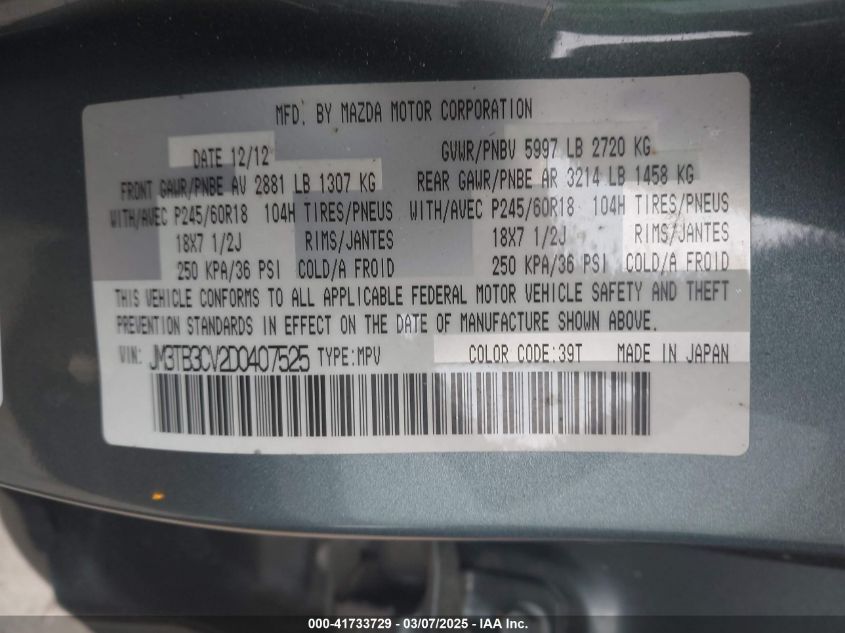 MFD. BY MAZDA MOTOR CORPORATION
DATE 12/12 GVWR/PNBV 5997 LB 2720 KG
FRONT GAWR/PNBE AV 2881 LB 1307 KG REAR GAWR/PNBE AR 3214 LB 1458 KG
WITH/AVEC P245/60R18 104H TIRES/PNEUS WITH/AVEC P245/60R18 104H TIRES/PNEUS
18X7 1/2J RIMS/JANTES 18X7 1/2J RIMS/JANTES
250 KPA/36 PSI COLD/A FROID 250 KPA/36 PSI COLD/A FROID
THIS VEHICLE CONFORMS TO ALL APPLICABLE FEDERAL MOTOR VEHICLE SAFETY AND THEFT
PREVENTION STANDARDS IN EFFECT ON THE DATE OF MANUFACTURE SHOWN ABOVE.
VIN: JM3TB3CV2D0407525 TYPE:MPV COLOR CODE:39T MADE IN JAPAN
000-41733729 - 03/07/2025 - IAA Inc.